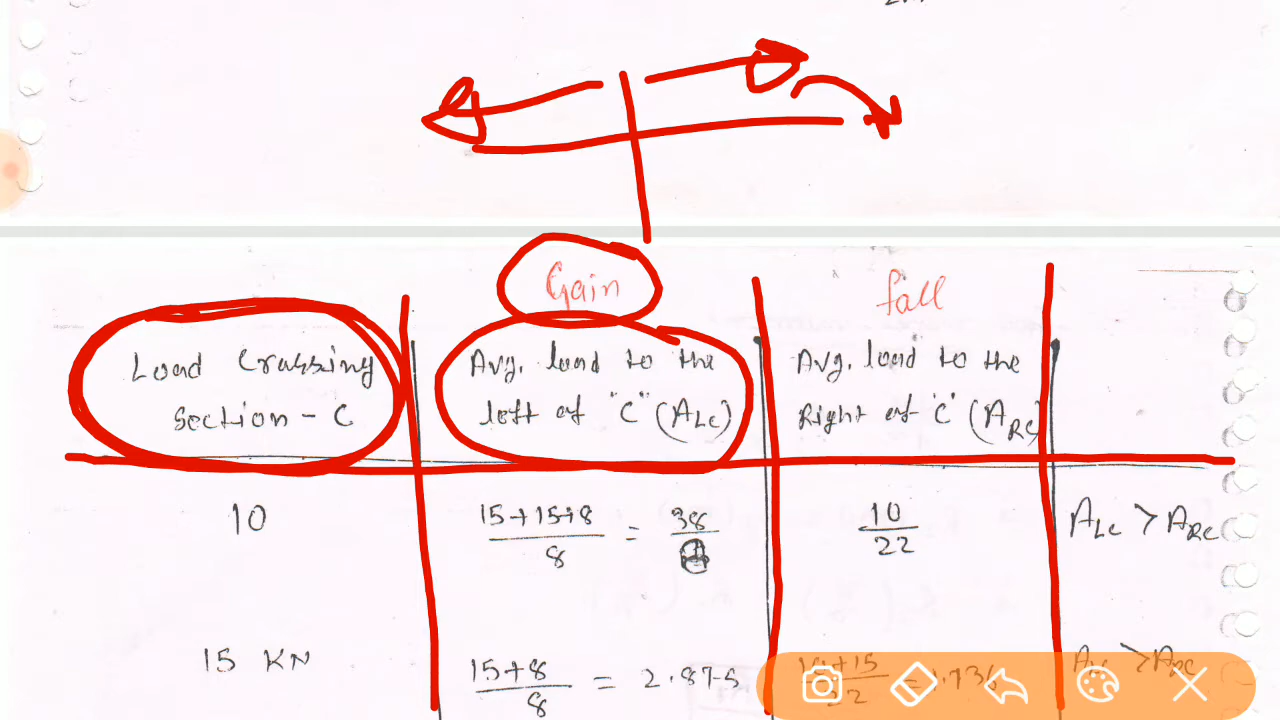 Gain
fall
Load Crassing
Section - C
Avg. load to the
left of "C" (ALC)
Avg. load to the
Right of 'C' (ARC)
10
15+15+8 / 8 = 38 /
10 / 22
ALC > ARC
15 KN
15+8 / 8 = 2.875